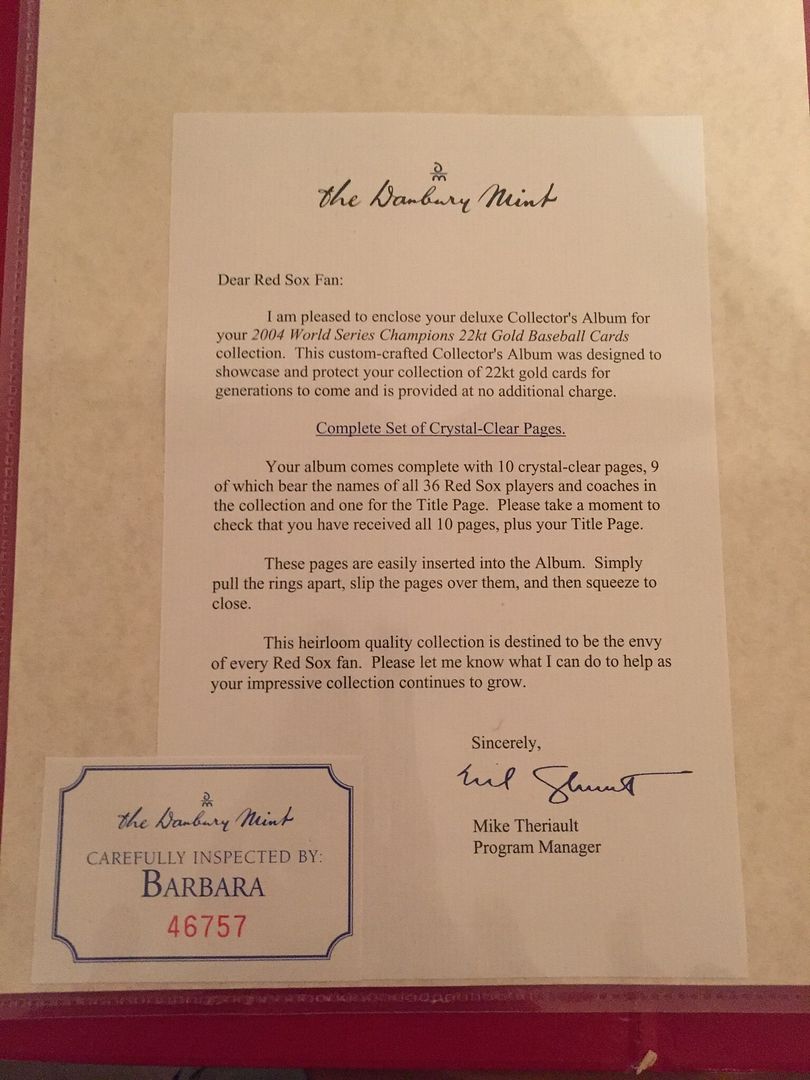 the Danbury Mint
Dear Red Sox Fan:
I am pleased to enclose your deluxe Collector's Album for
your 2004 World Series Champions 22kt Gold Baseball Cards
collection. This custom-crafted Collector's Album was designed to
showcase and protect your collection of 22kt gold cards for
generations to come and is provided at no additional charge.
Complete Set of Crystal-Clear Pages.
Your album comes complete with 10 crystal-clear pages, 9
of which bear the names of all 36 Red Sox players and coaches in
the collection and one for the Title Page. Please take a moment to
check that you have received all 10 pages, plus your Title Page.
These pages are easily inserted into the Album. Simply
pull the rings apart, slip the pages over them, and then squeeze to
close.
This heirloom quality collection is destined to be the envy
of every Red Sox fan. Please let me know what I can do to help as
your impressive collection continues to grow.
Sincerely,
Mike Theriault
Program Manager
the Danbury Mint
CAREFULLY INSPECTED BY:
BARBARA
46757